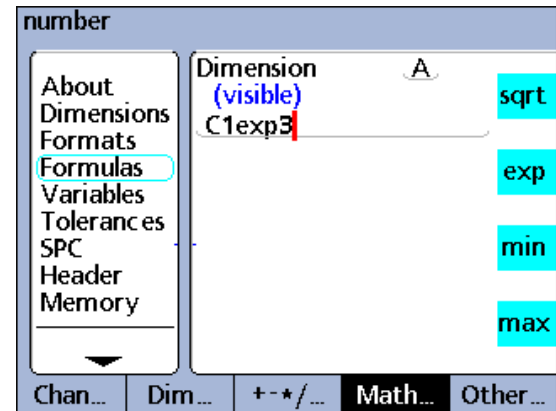 number
About
Dimensions
Formats
Formulas
Variables
Tolerances
SPC
Header
Memory
Dimension A
(visible)
C1exp3
sqrt
exp
min
max
Chan... Dim... +-*/... Math... Other...